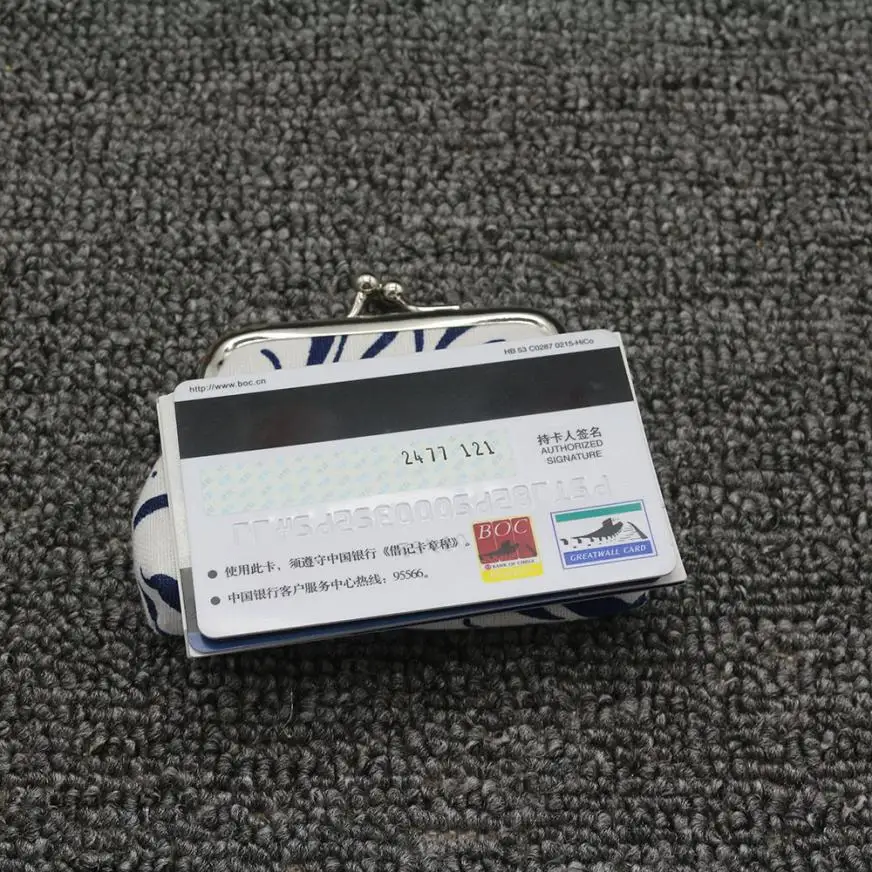 http://www.boc.cn
HB 53 C0287 0215-HiCo
2477 121
持卡人签名
AUTHORIZED
SIGNATURE
使用此卡，须遵守中国银行《借记卡章程》。
中国银行客户服务中心热线：95566。
BOC
BANK OF CHINA
GREATWALL CARD